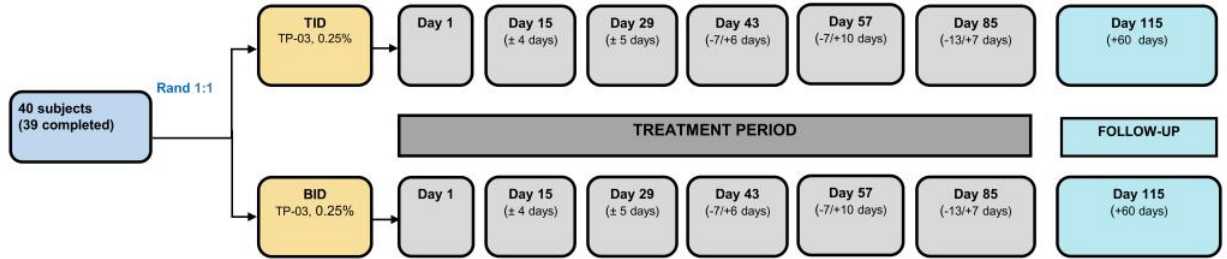 TID
TP-03, 0.25%
Day 1
Day 15
(± 4 days)
Day 29
(± 5 days)
Day 43
(-7/+6 days)
Day 57
(-7/+10 days)
Day 85
(-13/+7 days)
Day 115
(+60 days)
Rand 1:1
40 subjects
(39 completed)
TREATMENT PERIOD
FOLLOW-UP
BID
TP-03, 0.25%
Day 1
Day 15
(± 4 days)
Day 29
(± 5 days)
Day 43
(-7/+6 days)
Day 57
(-7/+10 days)
Day 85
(-13/+7 days)
Day 115
(+60 days)